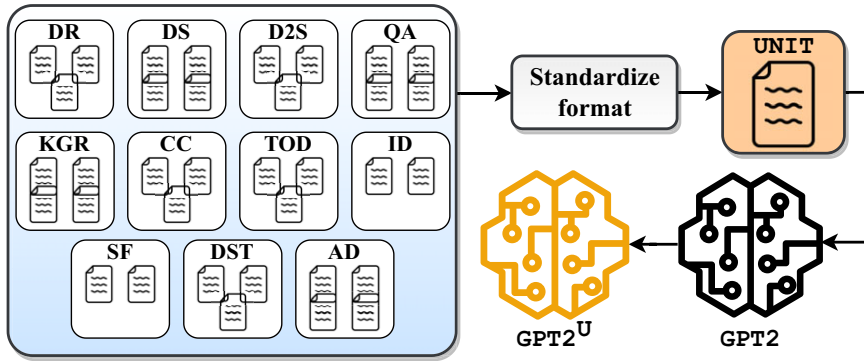 DR
DS
D2S
QA
KGR
CC
TOD
ID
SF
DST
AD
Standardize
format
UNIT
GPT2ᵁ
GPT2